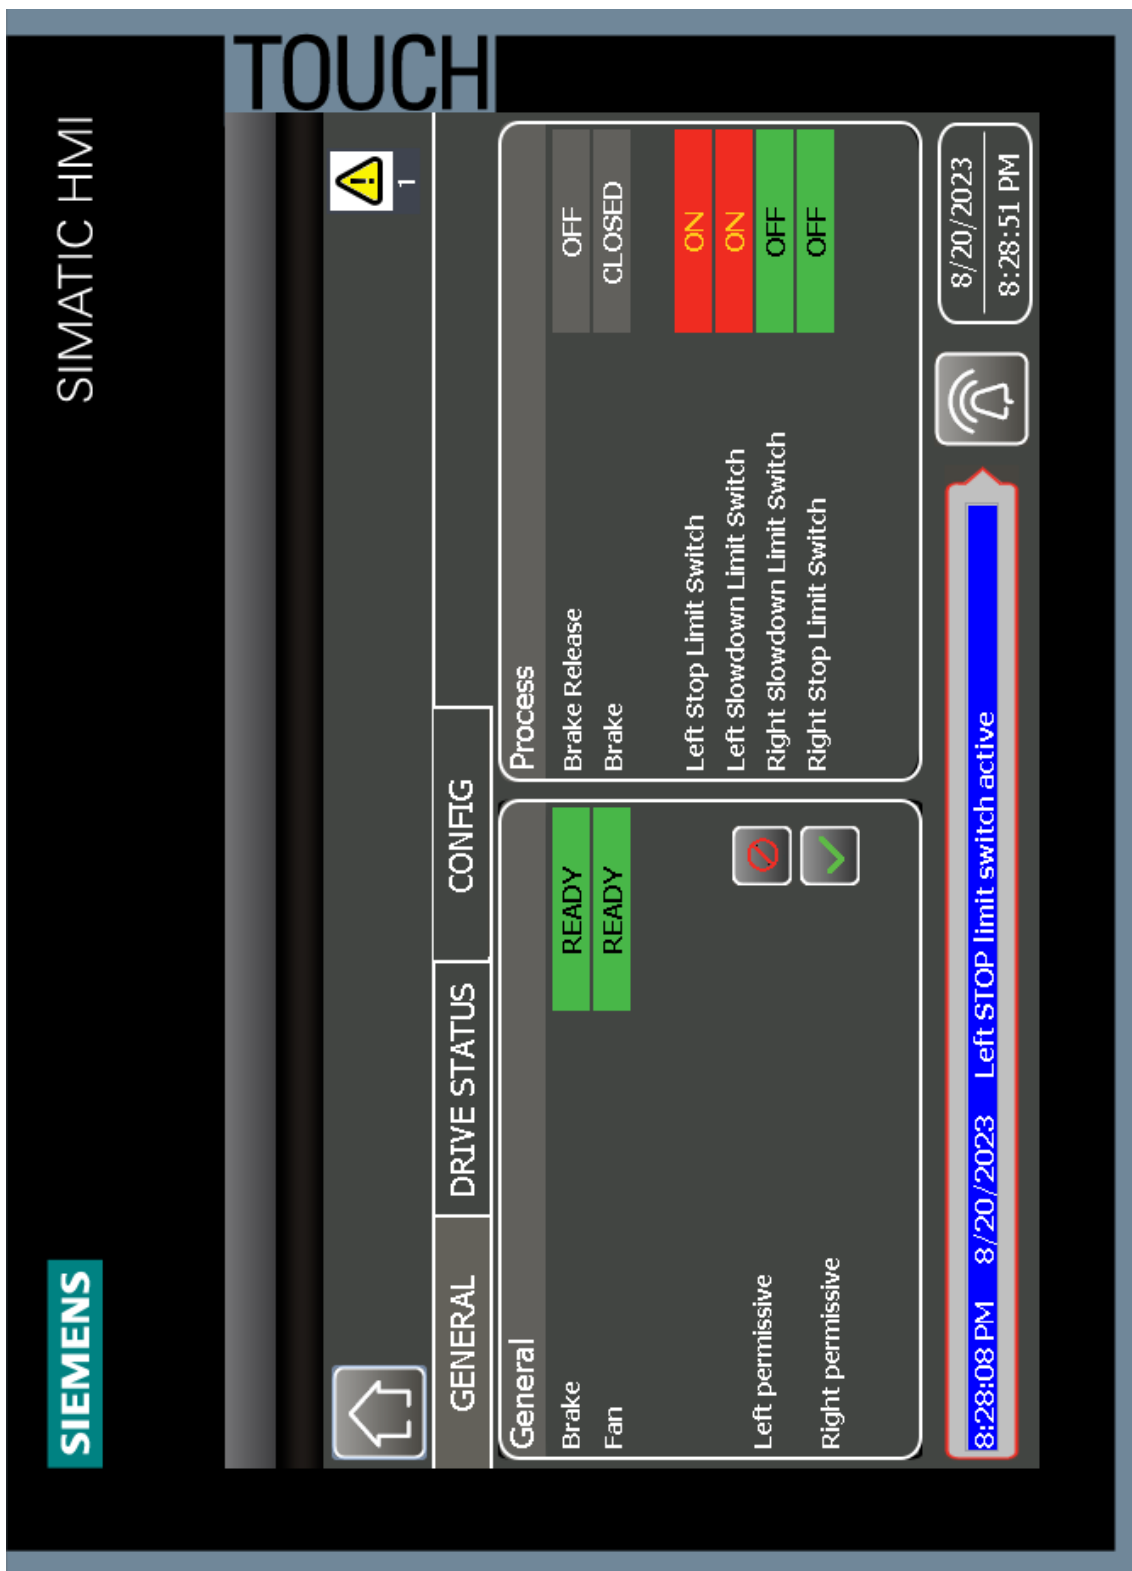 SIEMENS
SIMATIC HMI
TOUCH
1
GENERAL
DRIVE STATUS
CONFIG
General
Brake
READY
Fan
READY
Left permissive
Right permissive
Process
Brake Release
OFF
Brake
CLOSED
Left Stop Limit Switch
ON
Left Slowdown Limit Switch
ON
Right Slowdown Limit Switch
OFF
Right Stop Limit Switch
OFF
8:28:08 PM 8/20/2023 Left STOP limit switch active
8/20/2023
8:28:51 PM